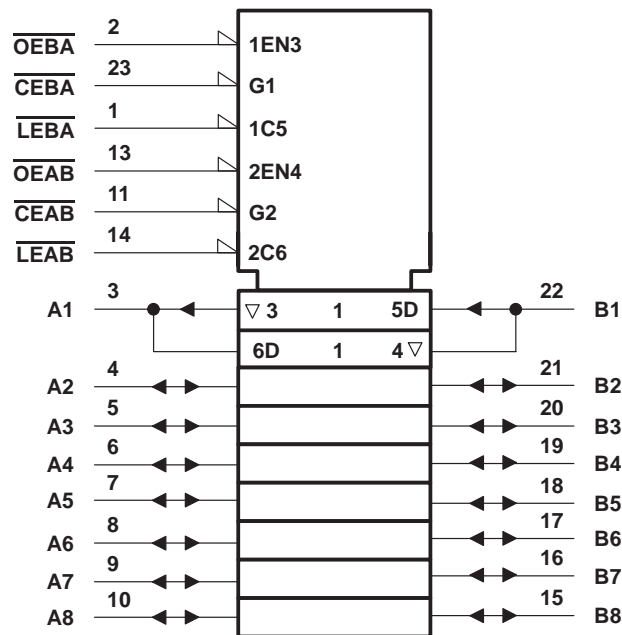 OEBA 2 1EN3
CEBA 23 G1
LEBA 1 1C5
OEAB 13 2EN4
CEAB 11 G2
LEAB 14 2C6
A1 3 ▽ 3 1 5D 22 B1
6D 1 4 ▽
A2 4 21 B2
A3 5 20 B3
A4 6 19 B4
A5 7 18 B5
A6 8 17 B6
A7 9 16 B7
A8 10 15 B8